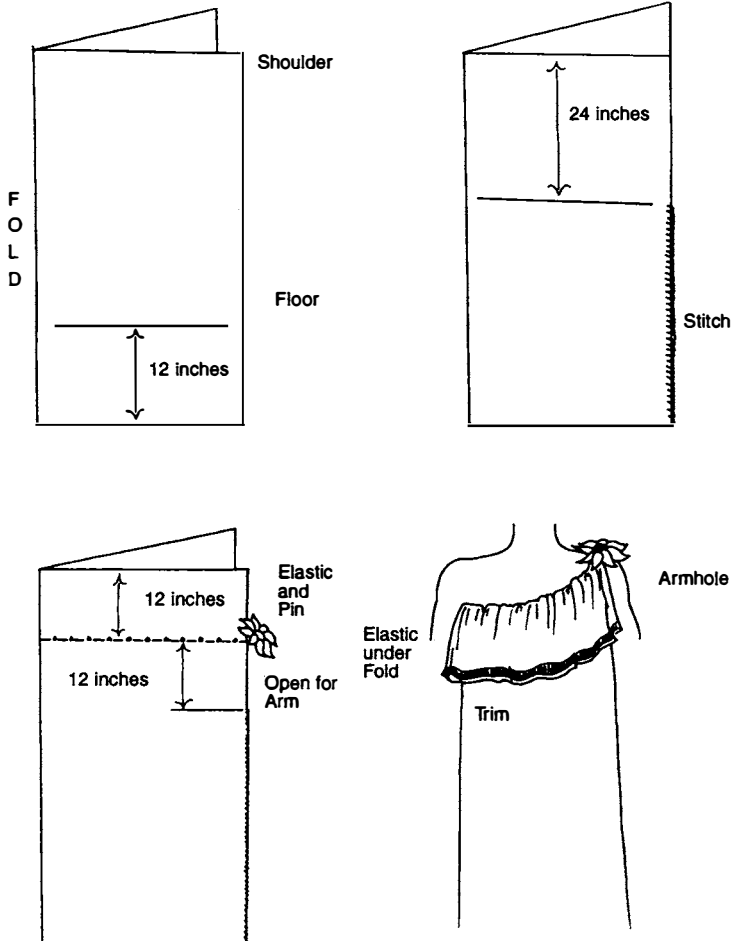 Shoulder
FOLD
Floor
12 inches
24 inches
Stitch
Elastic
and
Pin
12 inches
12 inches
Open for
Arm
Armhole
Elastic
under
Fold
Trim